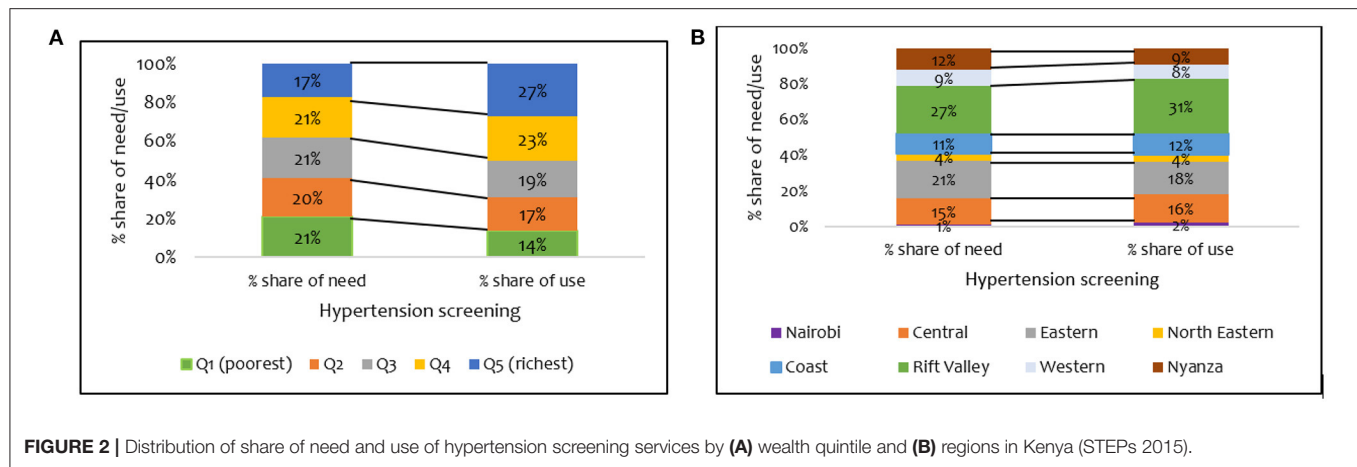 A
% share of need/use
100%
80%
60%
40%
20%
0%
17%
21%
21%
20%
21%
27%
23%
19%
17%
14%
% share of need
% share of use
Hypertension screening
Q1 (poorest) Q2 Q3 Q4 Q5 (richest)
B
% share of need/use
100%
80%
60%
40%
20%
0%
12%
9%
27%
11%
4%
21%
15%
1%
9%
8%
31%
12%
4%
18%
16%
2%
% share of need
% share of use
Hypertension screening
Nairobi Central Eastern North Eastern
Coast Rift Valley Western Nyanza
FIGURE 2 | Distribution of share of need and use of hypertension screening services by (A) wealth quintile and (B) regions in Kenya (STEPs 2015).